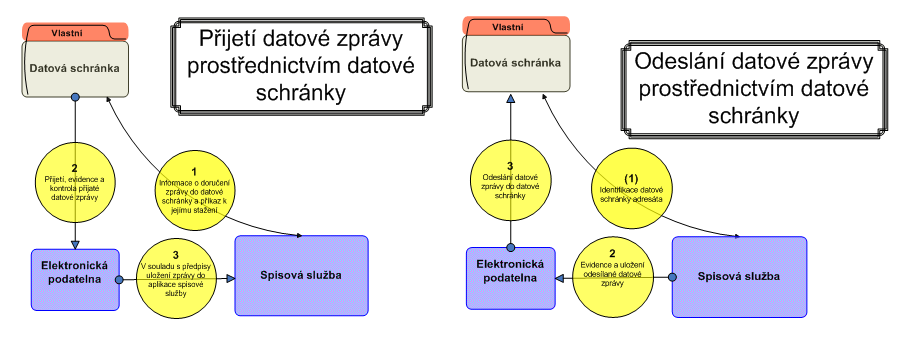 Vlastni
Datová schránka
Přijetí datové zprávy
prostřednictvím datové
schránky
2
Přijetí, evidence a
kontrola přijaté
datové zprávy
1
Informace o doručení
zprávy do datové
schránky a příkaz k
jejímu stažení
Elektronická
podatelna
3
V souladu s předpisy
uložení zprávy do
aplikace spisové
služby
Spisová služba
Vlastni
Datová schránka
Odeslání datové zprávy
prostřednictvím datové
schránky
3
Odeslání datové
zprávy do datové
schránky
(1)
Identifikace datové
schránky adresáta
Elektronická
podatelna
2
Evidence a uložení
odesílané datové
zprávy
Spisová služba